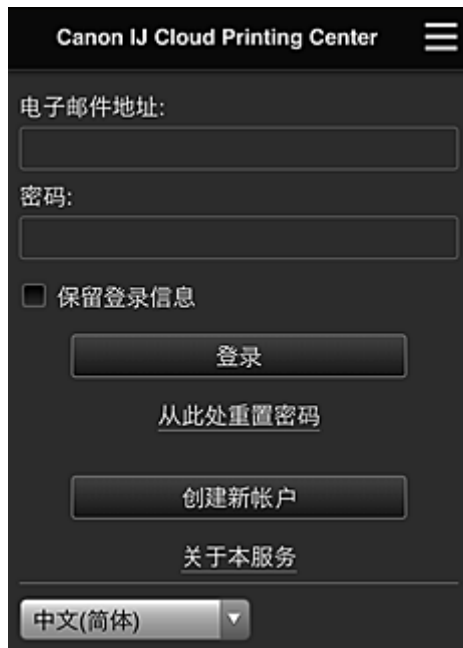 Canon IJ Cloud Printing Center
电子邮件地址:
密码:
保留登录信息
登录
从此处重置密码
创建新帐户
关于本服务
中文(简体)